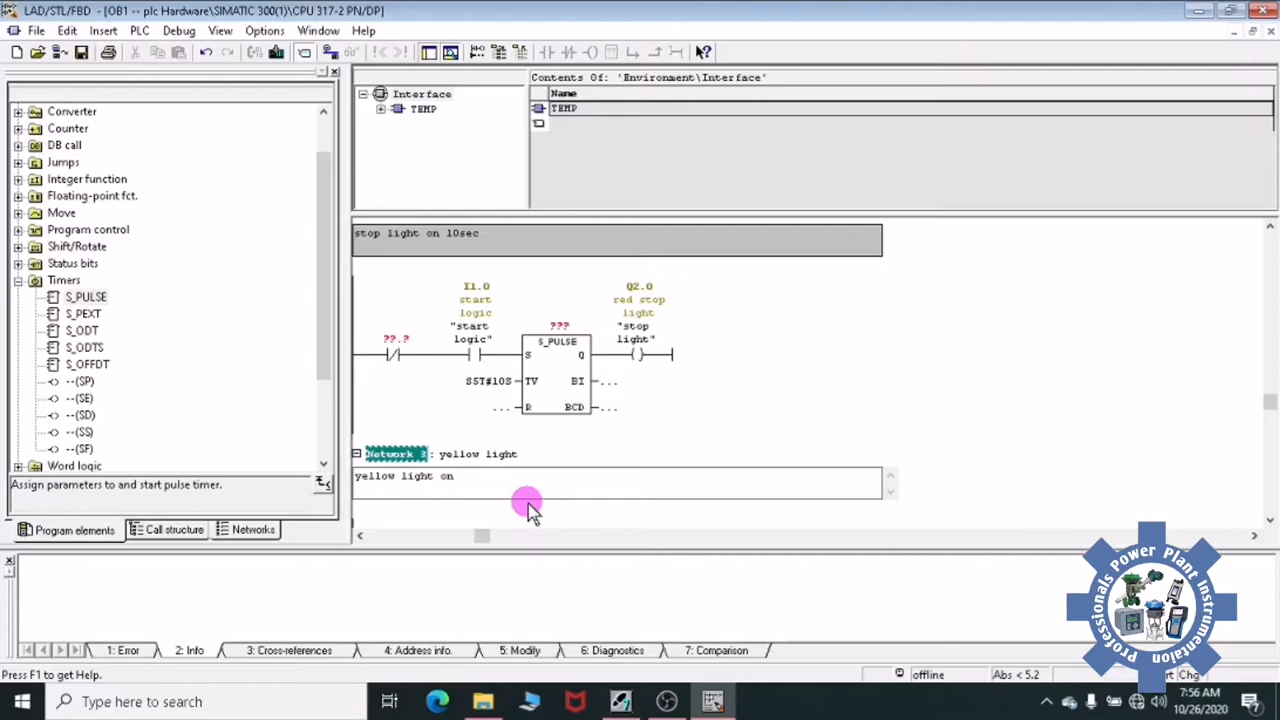 LAD/STL/FBD - [OB1 -- plc Hardware\SIMATIC 300(1)\CPU 317-2 PN/DP]
File Edit Insert PLC Debug View Options Window Help
Converter
Counter
DB call
Jumps
Integer function
Floating-point fct.
Move
Program control
Shift/Rotate
Status bits
Timers
S_PULSE
S_PEXT
S_ODT
S_ODTS
S_OFFDT
--(SP)
--(SE)
--(SD)
--(SS)
--(SF)
Word logic
Assign parameters to and start pulse timer.
Program elements Call structure Networks
Interface
TEMP
Contents Of: 'Environment\Interface'
Name
TEMP
stop light on 10sec
I1.0
start
logic
"start
logic"
Q2.0
red stop
light
"stop
light"
??.?
???
S_PULSE
S Q
S5T#10S TV BI ...
... R BCD ...
Network 3: yellow light
yellow light on
1: Error 2: Info 3: Cross-references 4: Address info. 5: Modify 6: Diagnostics 7: Comparison
Press F1 to get Help.
offline Abs < 5.2 Chg
Professionals Power Plant Instrumentaion
Type here to search
7:56 AM
10/26/2020
7